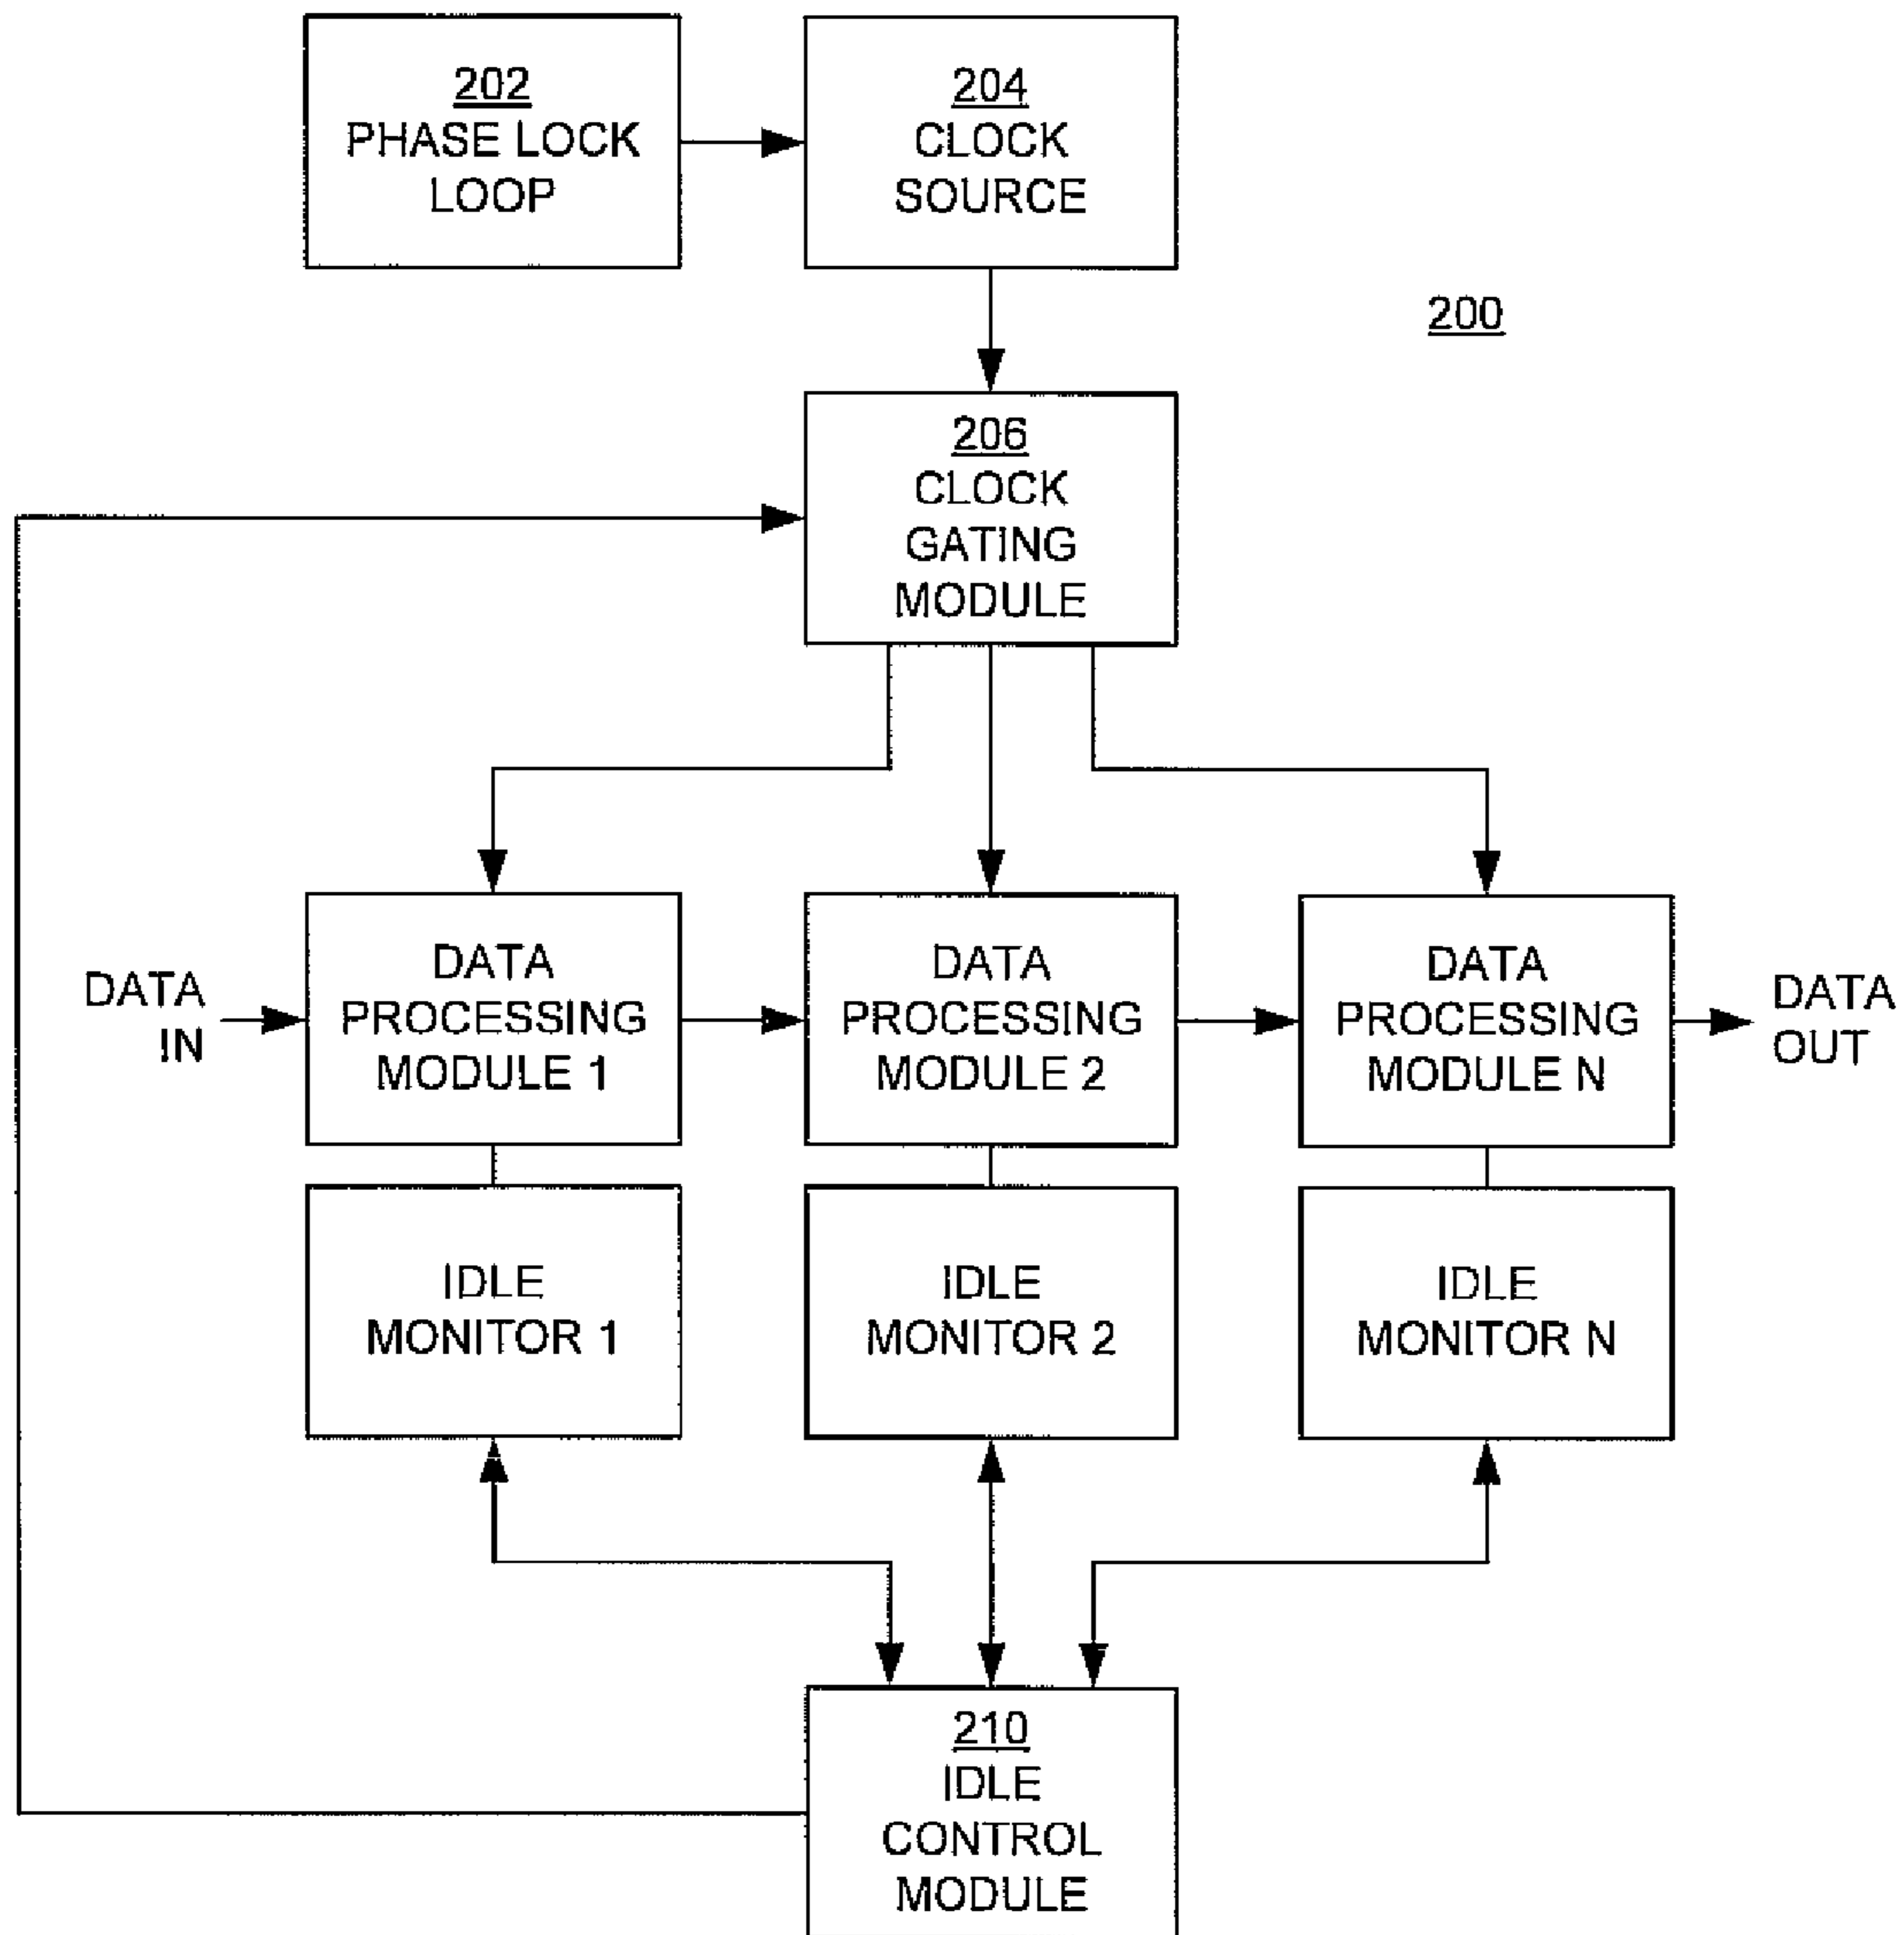 202
PHASE LOCK
LOOP
204
CLOCK
SOURCE
200
206
CLOCK
GATING
MODULE
DATA
IN
DATA
PROCESSING
MODULE 1
DATA
PROCESSING
MODULE 2
DATA
PROCESSING
MODULE N
DATA
OUT
IDLE
MONITOR 1
IDLE
MONITOR 2
IDLE
MONITOR N
210
IDLE
CONTROL
MODULE